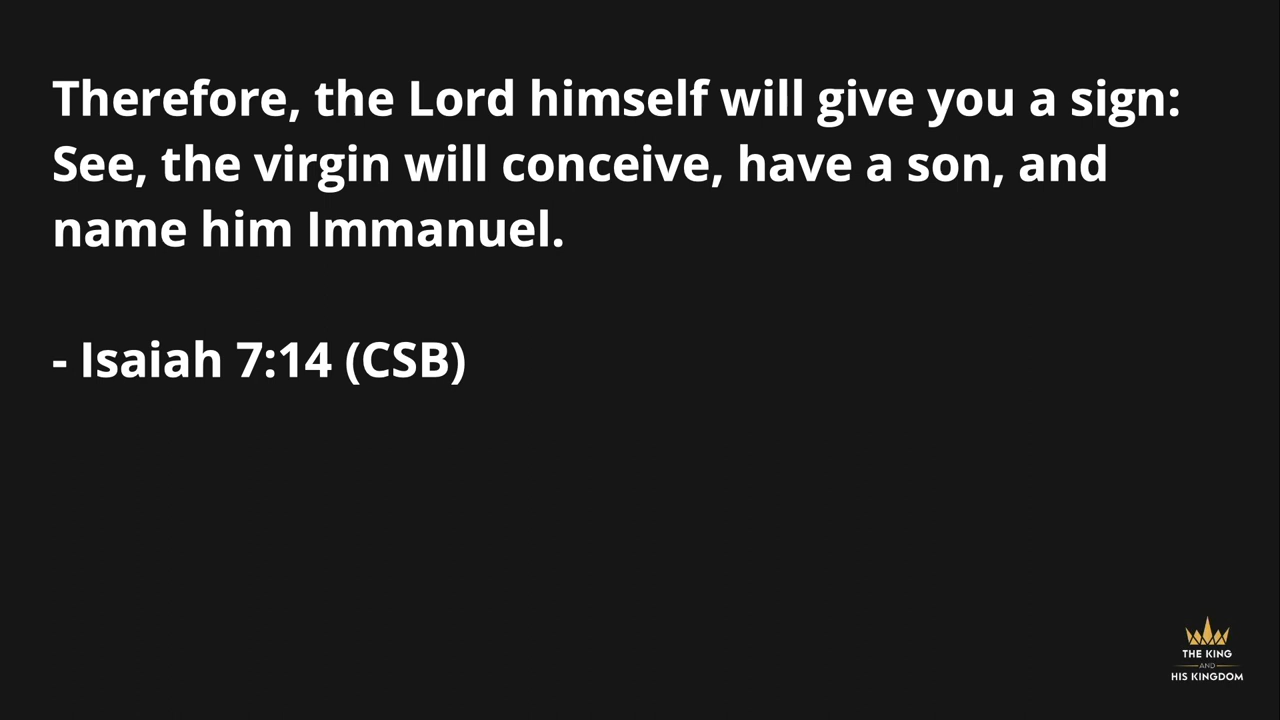 Therefore, the Lord himself will give you a sign:
See, the virgin will conceive, have a son, and
name him Immanuel.
- Isaiah 7:14 (CSB)
THE KING
AND
HIS KINGDOM